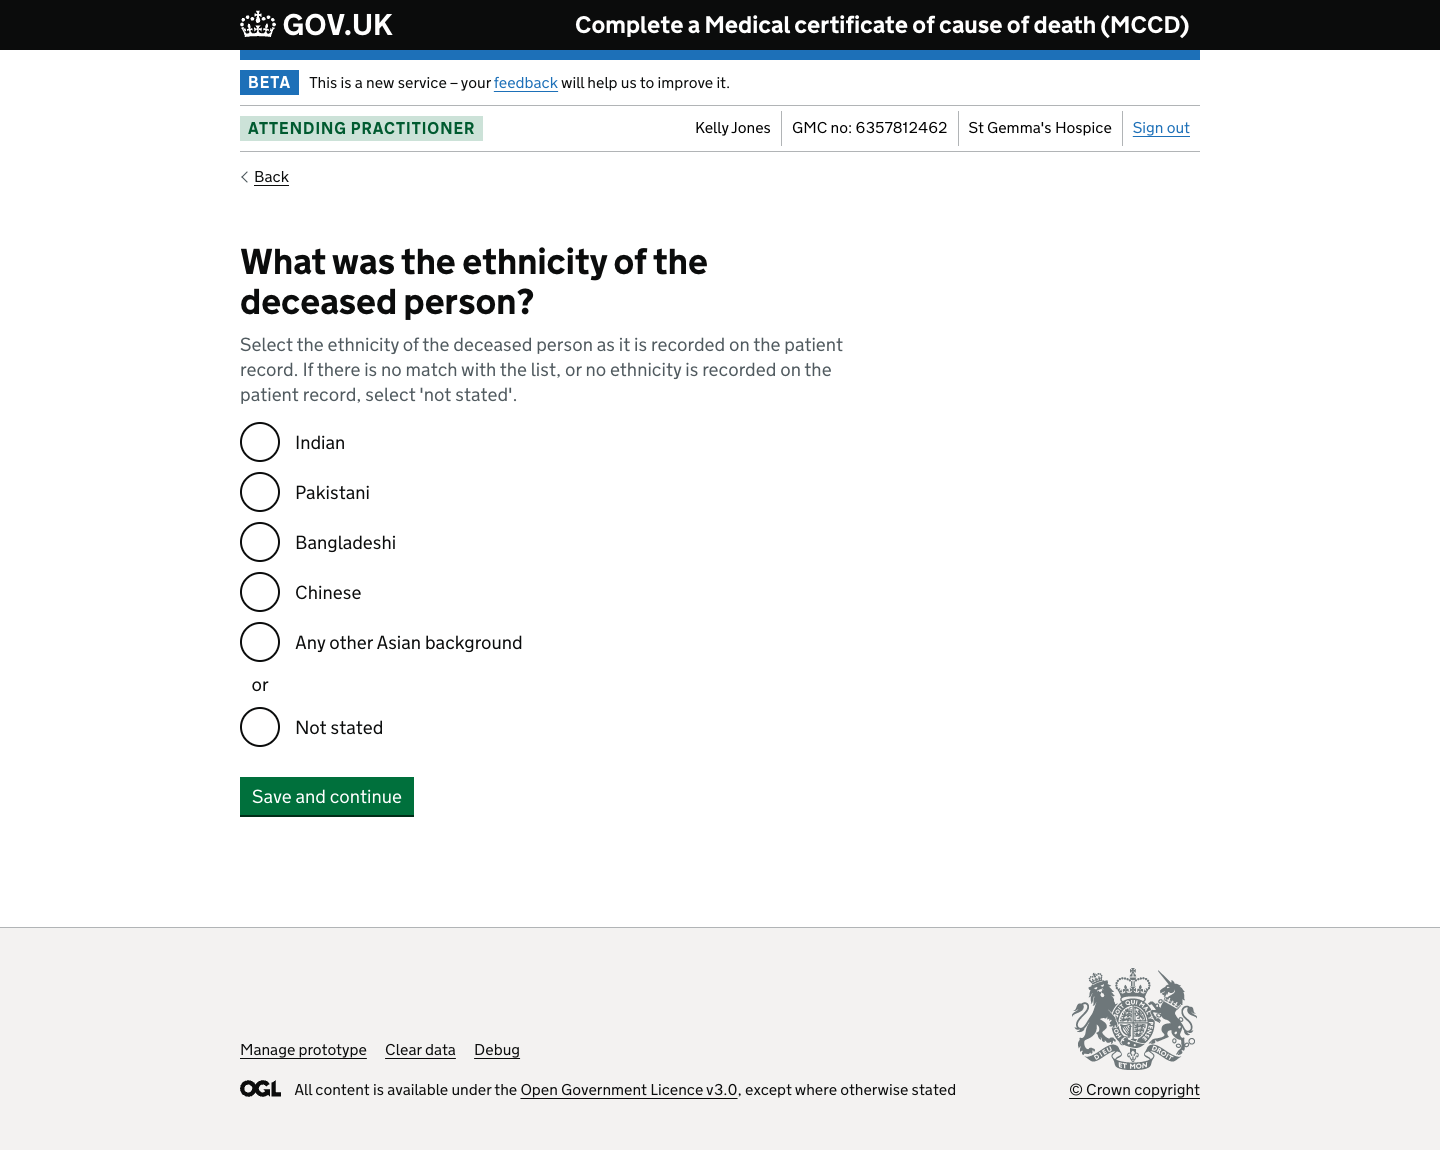 GOV.UK
Complete a Medical certificate of cause of death (MCCD)
BETA This is a new service – your feedback will help us to improve it.
ATTENDING PRACTITIONER
Kelly Jones
GMC no: 6357812462
St Gemma's Hospice
Sign out
Back
What was the ethnicity of the
deceased person?
Select the ethnicity of the deceased person as it is recorded on the patient
record. If there is no match with the list, or no ethnicity is recorded on the
patient record, select 'not stated'.
Indian
Pakistani
Bangladeshi
Chinese
Any other Asian background
or
Not stated
Save and continue
Manage prototype
Clear data
Debug
OGL All content is available under the Open Government Licence v3.0, except where otherwise stated
DIEU ET MON DROIT
© Crown copyright